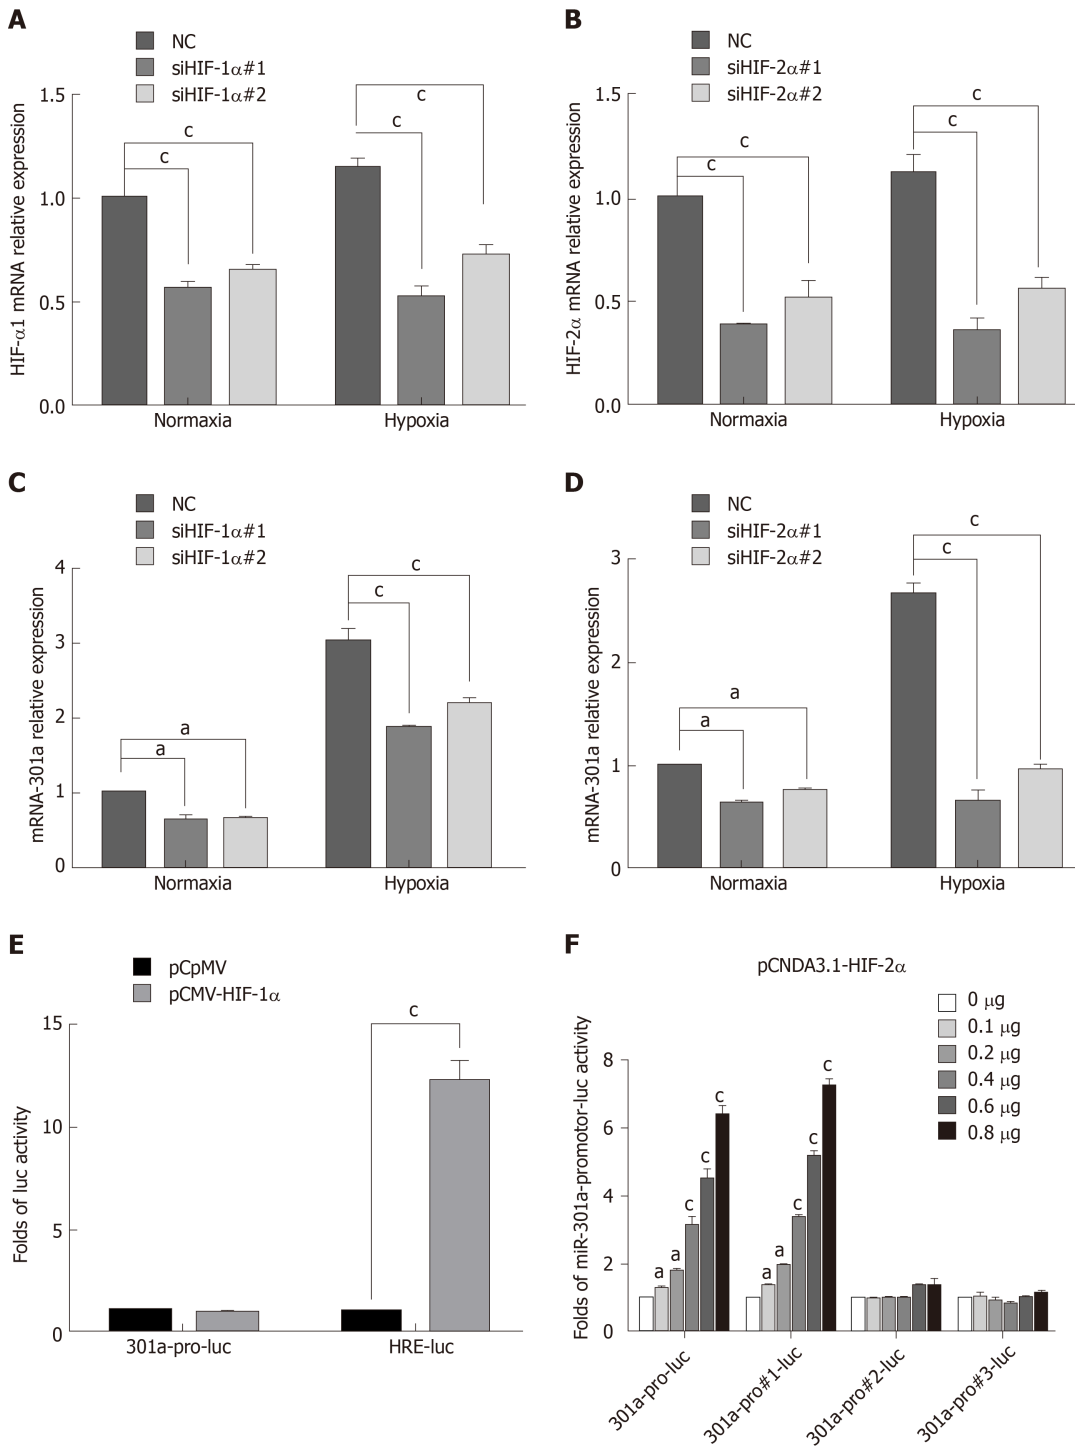 A
NC
siHIF-1α#1
siHIF-1α#2
HIF-α1 mRNA relative expression
1.5
1.0
0.5
0.0
c
c
c
c
Normaxia
Hypoxia
B
NC
siHIF-2α#1
siHIF-2α#2
HIF-2α mRNA relative expression
1.5
1.0
0.5
0.0
c
c
c
c
Normaxia
Hypoxia
C
NC
siHIF-1α#1
siHIF-1α#2
mRNA-301a relative expression
4
3
2
1
0
a
a
c
c
Normaxia
Hypoxia
D
NC
siHIF-2α#1
siHIF-2α#2
mRNA-301a relative expression
3
2
1
0
a
a
c
c
Normaxia
Hypoxia
E
pCpMV
pCMV-HIF-1α
Folds of luc activity
15
10
5
0
c
301a-pro-luc
HRE-luc
F
pCNDA3.1-HIF-2α
0 μg
0.1 μg
0.2 μg
0.4 μg
0.6 μg
0.8 μg
Folds of miR-301a-promotor-luc activity
8
6
4
2
0
a
a
c
c
c
a
a
c
c
c
301a-pro-luc
301a-pro#1-luc
301a-pro#2-luc
301a-pro#3-luc